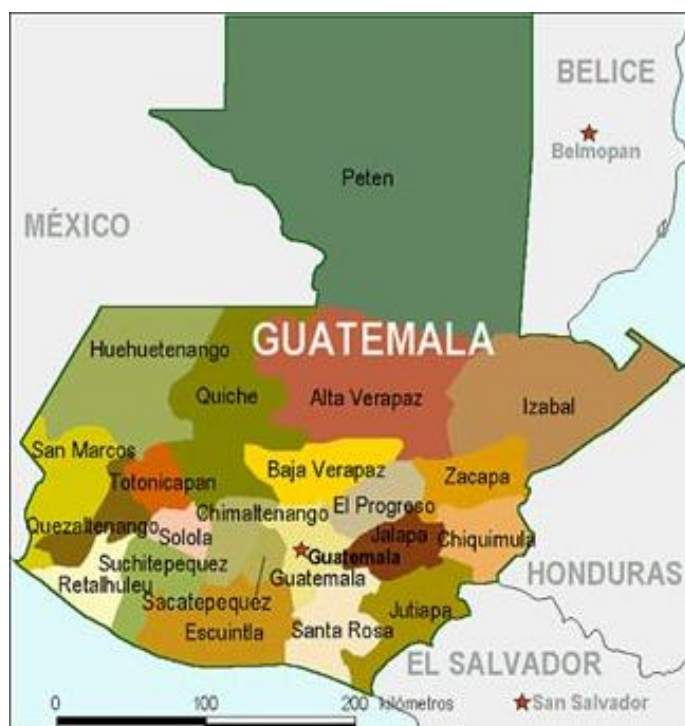 BELICE
Belmopan
Peten
MÉXICO
GUATEMALA
Huehuetenango
Quiche
Alta Verapaz
Izabal
San Marcos
Totonicapan
Baja Verapaz
Zacapa
Quezaltenango
Solola
Chimaltenango
El Progreso
Jalapa
Chiquimula
Suchitepequez
Guatemala
Guatemala
Retalhuleu
Sacatepequez
Escuintla
Santa Rosa
Jutiapa
HONDURAS
EL SALVADOR
San Salvador
0 100 200 kilómetros